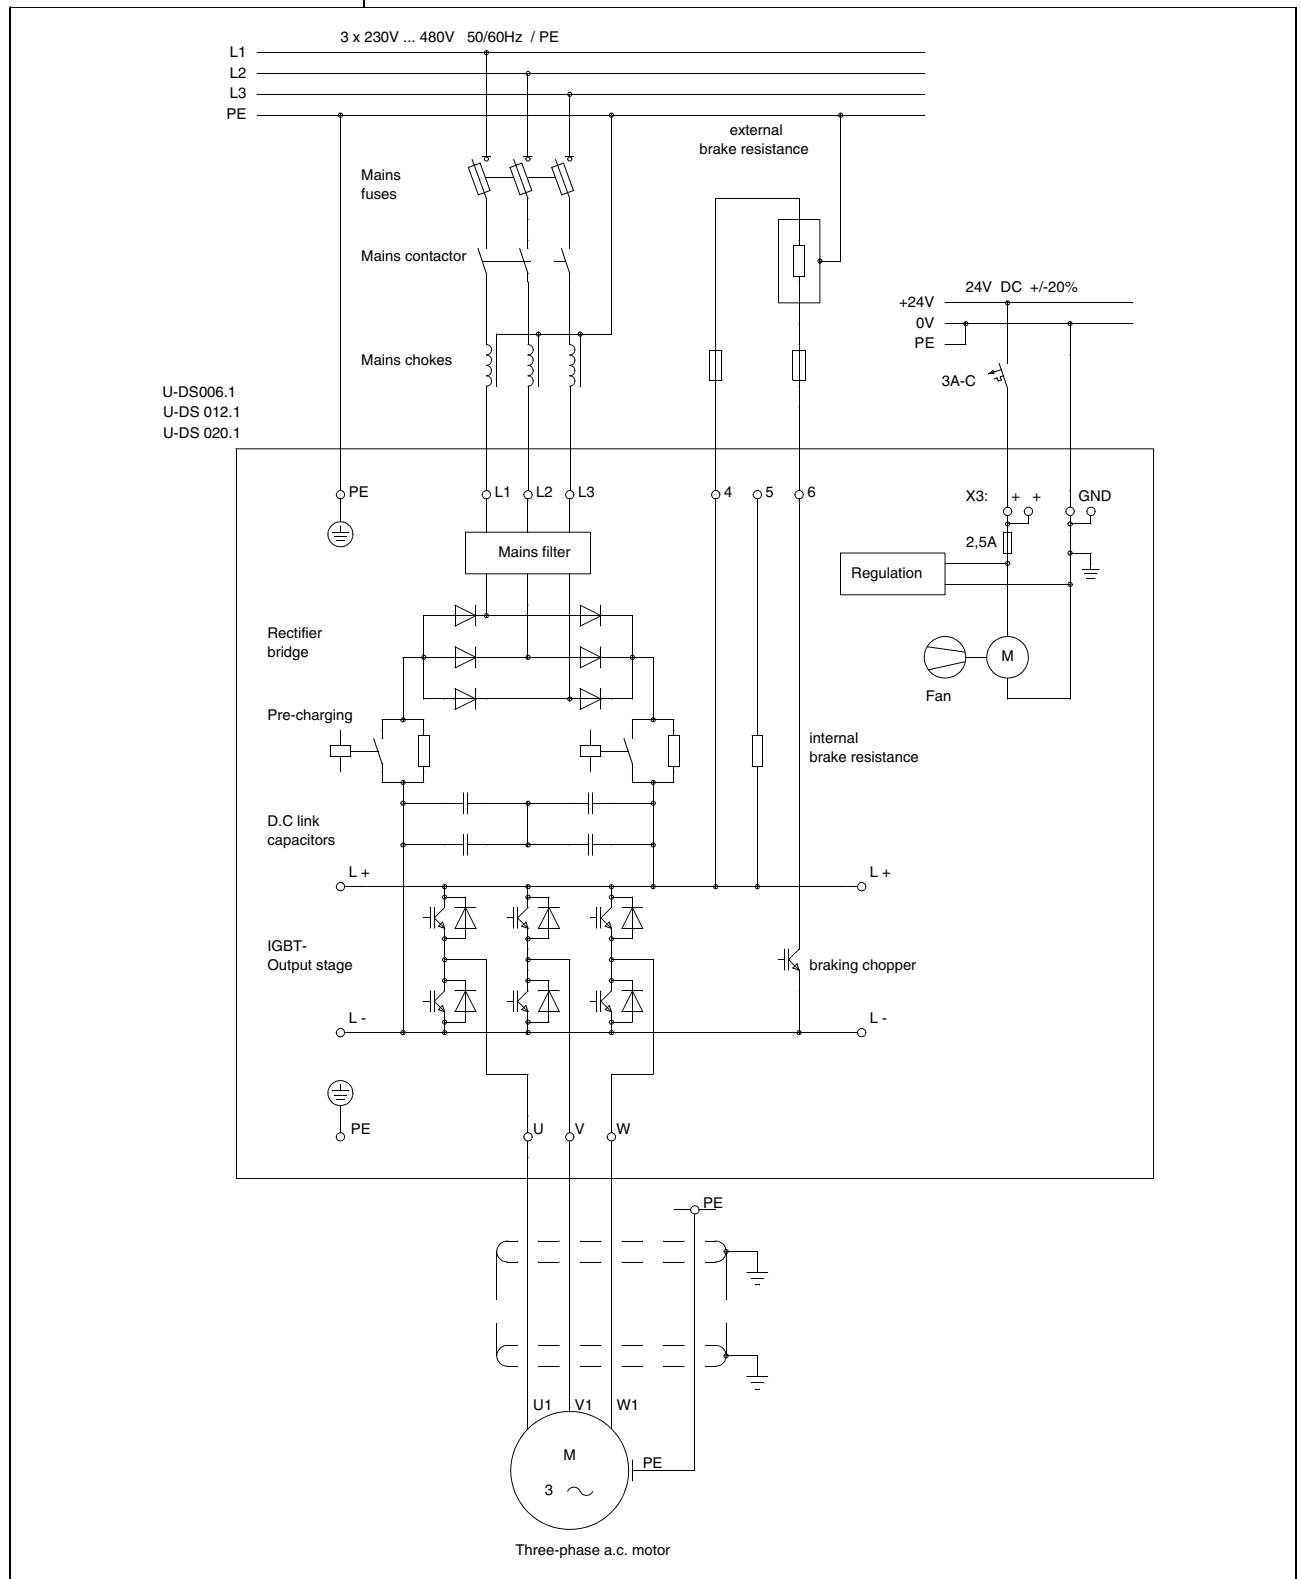 3 x 230V ... 480V 50/60Hz / PE
L1
L2
L3
PE
external
brake resistance
Mains
fuses
Mains contactor
24V DC +/-20%
+24V
0V
PE
Mains chokes
3A-C
U-DS006.1
U-DS 012.1
U-DS 020.1
PE
L1
L2
L3
4
5
6
X3:
+
+
GND
2,5A
Mains filter
Regulation
Rectifier
bridge
M
Fan
Pre-charging
internal
brake resistance
D.C link
capacitors
L +
L +
IGBT-
Output stage
braking chopper
L -
L -
PE
U
V
W
PE
U1
V1
W1
M
3
PE
Three-phase a.c. motor